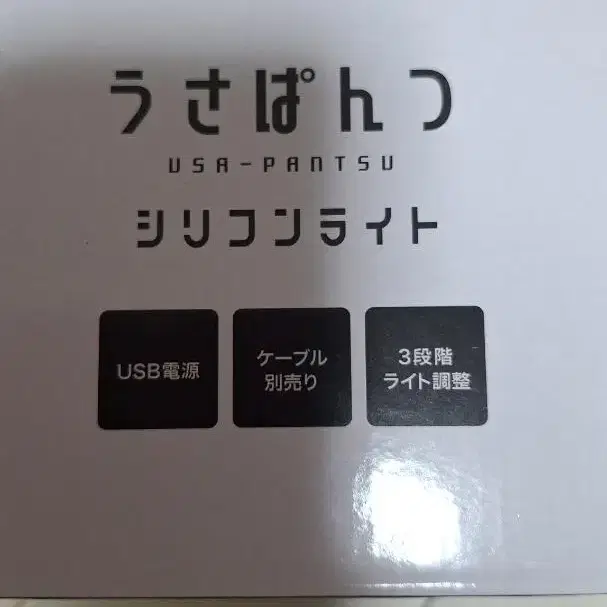 うさぱんつ
USA-PANTSU
シリコンライト
USB電源
ケーブル
別売り
3段階
ライト調整